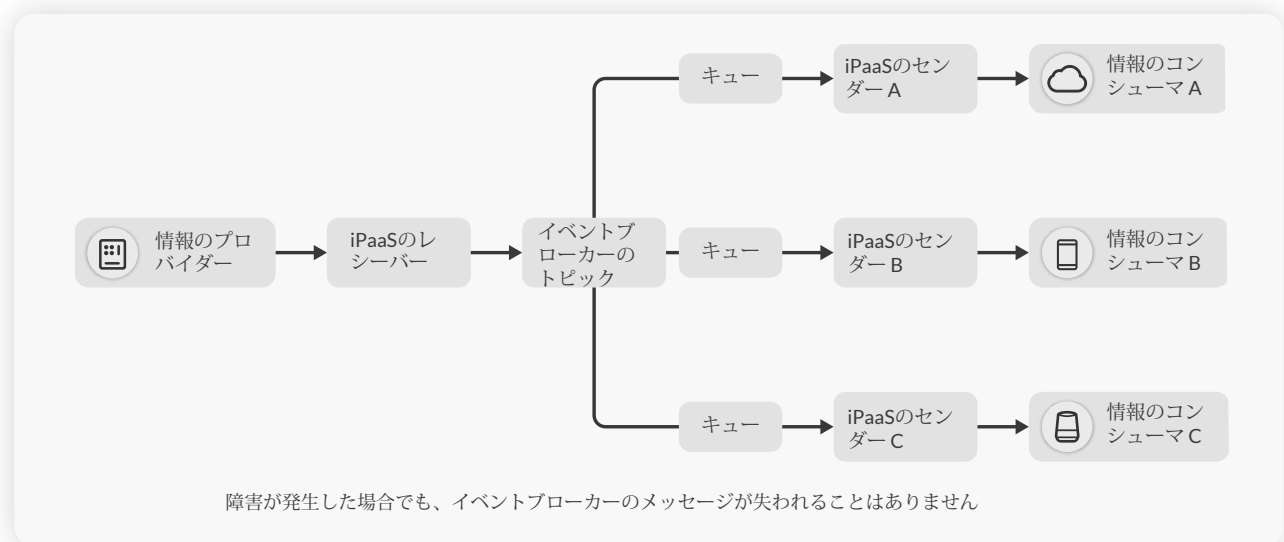 キュー
iPaaSのセン
ダー A
情報のコン
シューマ A
情報のプロ
バイダー
iPaaSのレ
シーバー
イベントブ
ローカーの
トピック
キュー
iPaaSのセン
ダー B
情報のコン
シューマ B
キュー
iPaaSのセン
ダー C
情報のコン
シューマ C
障害が発生した場合でも、イベントブローカーのメッセージが失われることはありません